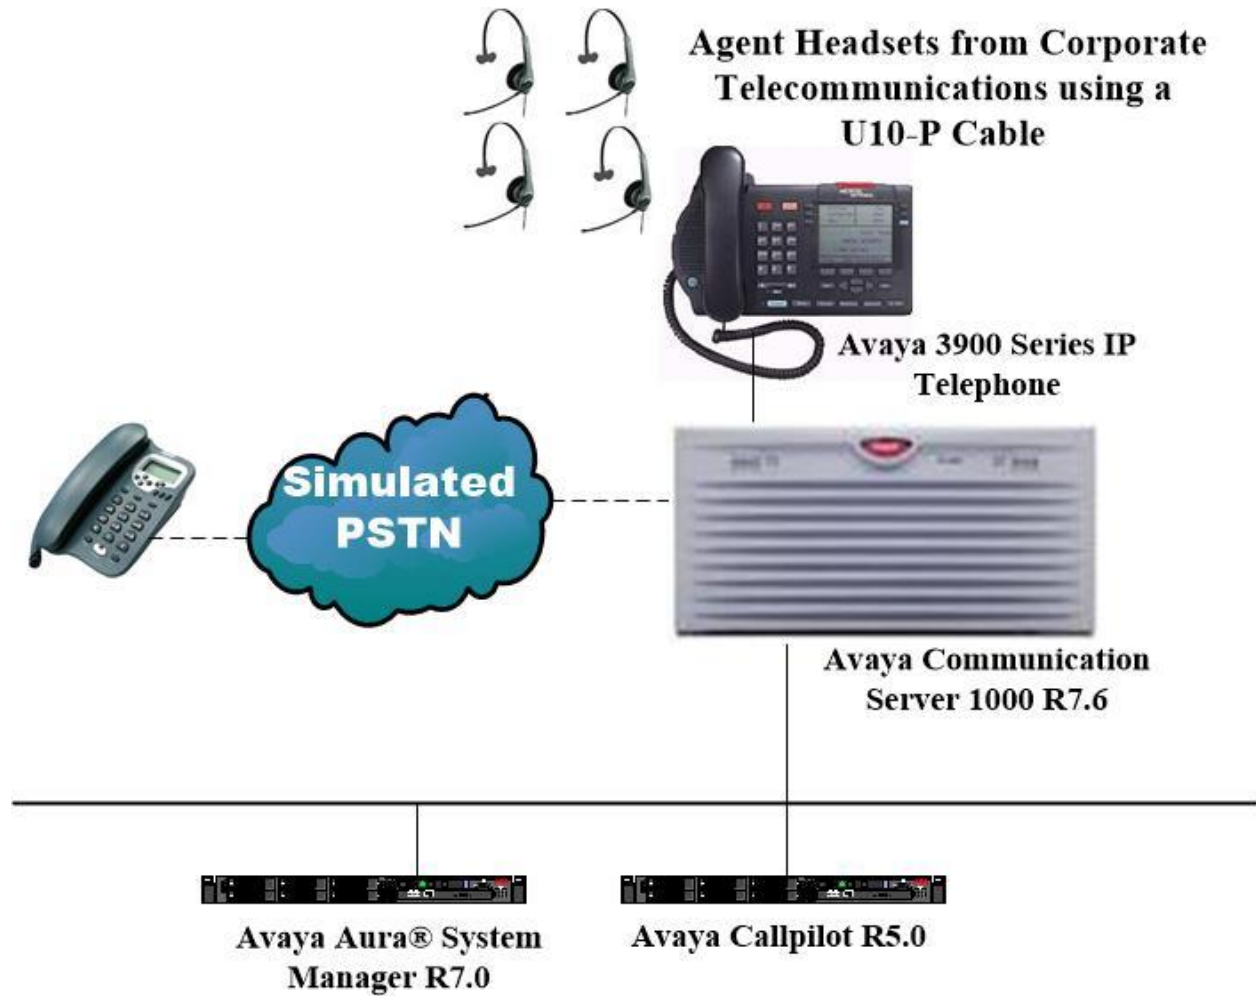 Agent Headsets from Corporate
Telecommunications using a
U10-P Cable
Avaya 3900 Series IP
Telephone
Simulated
PSTN
Avaya Communication
Server 1000 R7.6
Avaya Aura® System
Manager R7.0
Avaya Callpilot R5.0